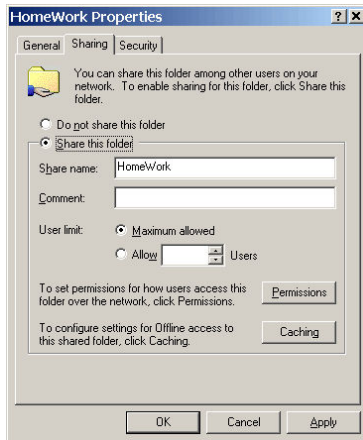 HomeWork Properties
General Sharing Security
You can share this folder among other users on your
network. To enable sharing for this folder, click Share this
folder.
Do not share this folder
Share this folder
Share name: HomeWork
Comment:
User limit: Maximum allowed
Allow Users
To set permissions for how users access this
folder over the network, click Permissions.
Permissions
To configure settings for Offline access to
this shared folder, click Caching.
Caching
OK Cancel Apply